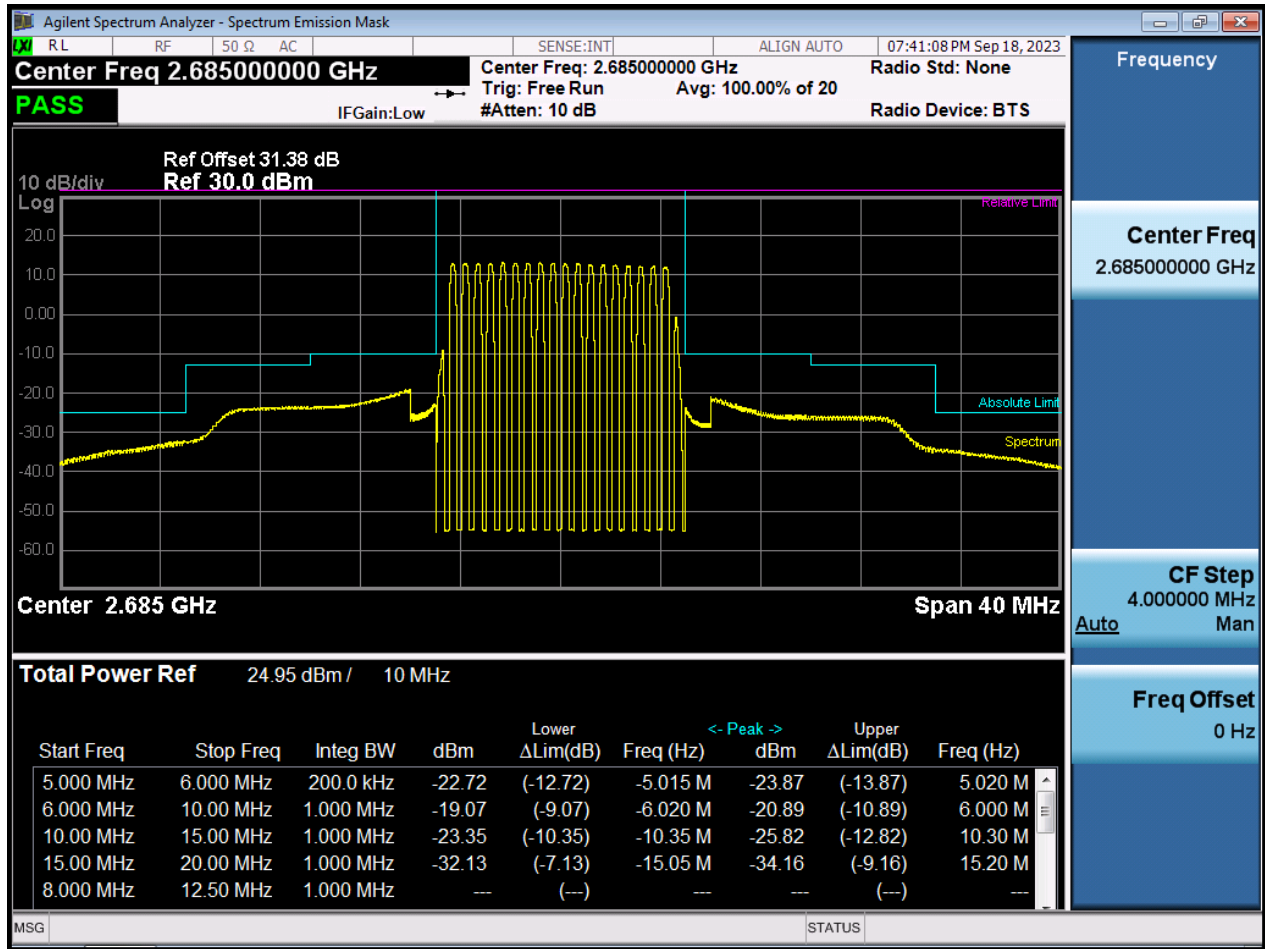 Agilent Spectrum Analyzer - Spectrum Emission Mask
LXI RL RF 50 Ω AC SENSE:INT ALIGN AUTO 07:41:08 PM Sep 18, 2023
Center Freq 2.685000000 GHz
Center Freq: 2.685000000 GHz Radio Std: None
Trig: Free Run Avg: 100.00% of 20
PASS IFGain:Low #Atten: 10 dB Radio Device: BTS
Ref Offset 31.38 dB
10 dB/div Ref 30.0 dBm
Log
Relative Limit
20.0
10.0
0.00
-10.0
-20.0
Absolute Limit
-30.0
Spectrum
-40.0
-50.0
-60.0
Center 2.685 GHz Span 40 MHz
Total Power Ref 24.95 dBm / 10 MHz
Lower <- Peak -> Upper
Start Freq Stop Freq Integ BW dBm ΔLim(dB) Freq (Hz) dBm ΔLim(dB) Freq (Hz)
5.000 MHz 6.000 MHz 200.0 kHz -22.72 (-12.72) -5.015 M -23.87 (-13.87) 5.020 M
6.000 MHz 10.00 MHz 1.000 MHz -19.07 (-9.07) -6.020 M -20.89 (-10.89) 6.000 M
10.00 MHz 15.00 MHz 1.000 MHz -23.35 (-10.35) -10.35 M -25.82 (-12.82) 10.30 M
15.00 MHz 20.00 MHz 1.000 MHz -32.13 (-7.13) -15.05 M -34.16 (-9.16) 15.20 M
8.000 MHz 12.50 MHz 1.000 MHz --- (---) --- --- (---) ---
MSG STATUS
Frequency
Center Freq
2.685000000 GHz
CF Step
4.000000 MHz
Auto Man
Freq Offset
0 Hz